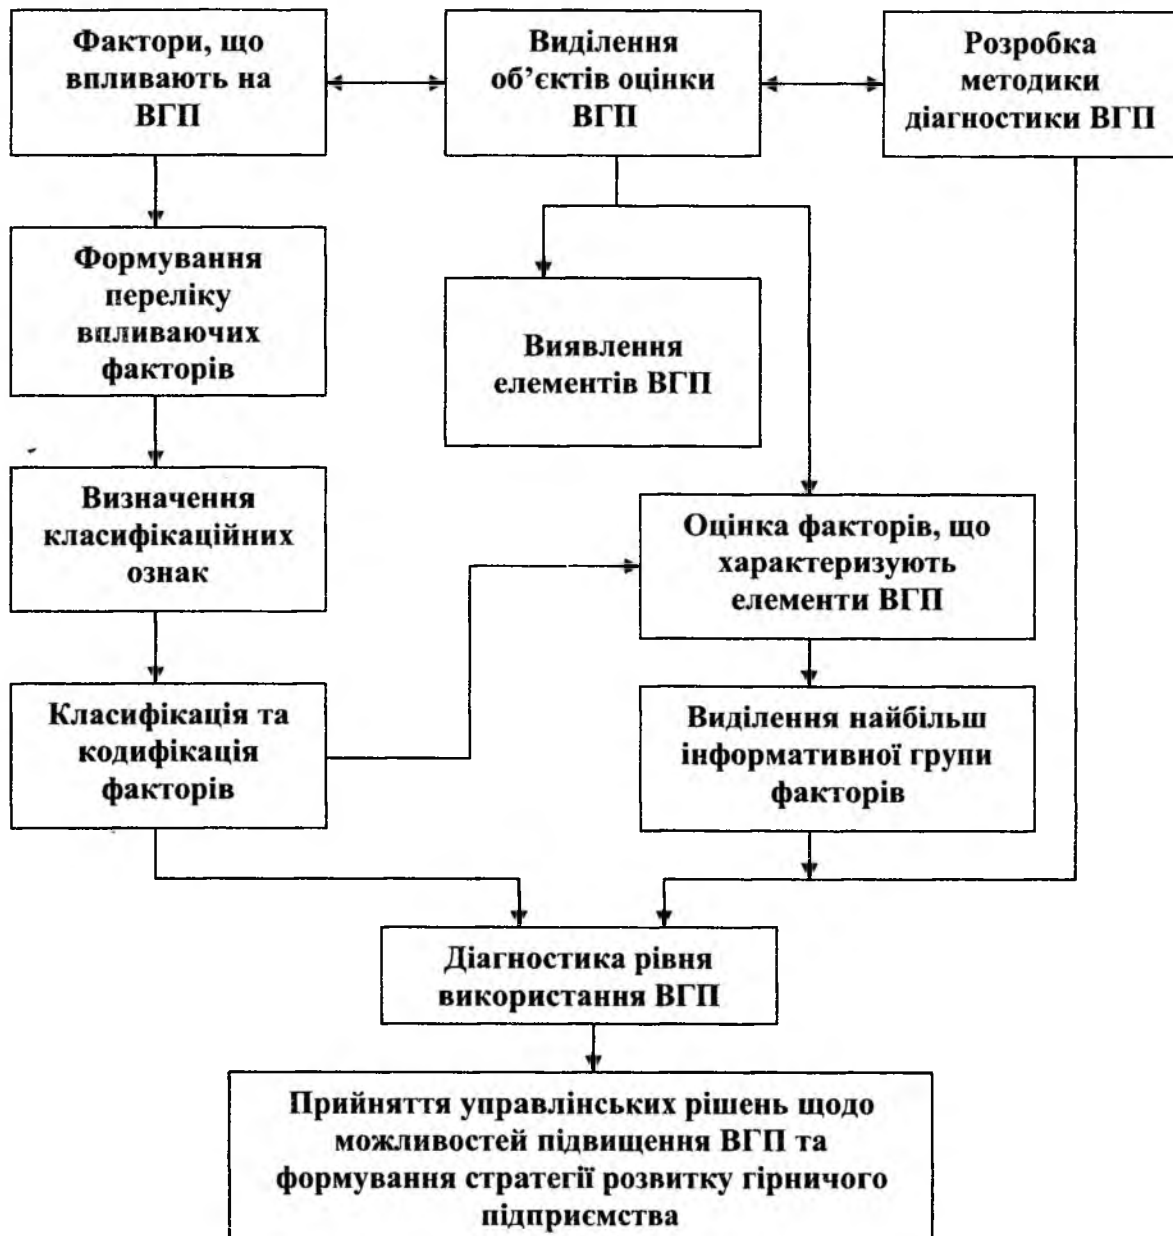 Фактори, що
впливають на
ВГП
Виділення
об’єктів оцінки
ВГП
Розробка
методики
діагностики ВГП
Формування
переліку
впливаючих
факторів
Виявлення
елементів ВГП
Визначення
класифікаційних
ознак
Оцінка факторів, що
характеризують
елементи ВГП
Класифікація та
кодифікація
факторів
Виділення найбільш
інформативної групи
факторів
Діагностика рівня
використання ВГП
Прийняття управлінських рішень щодо
можливостей підвищення ВГП та
формування стратегії розвитку гірничого
підприємства